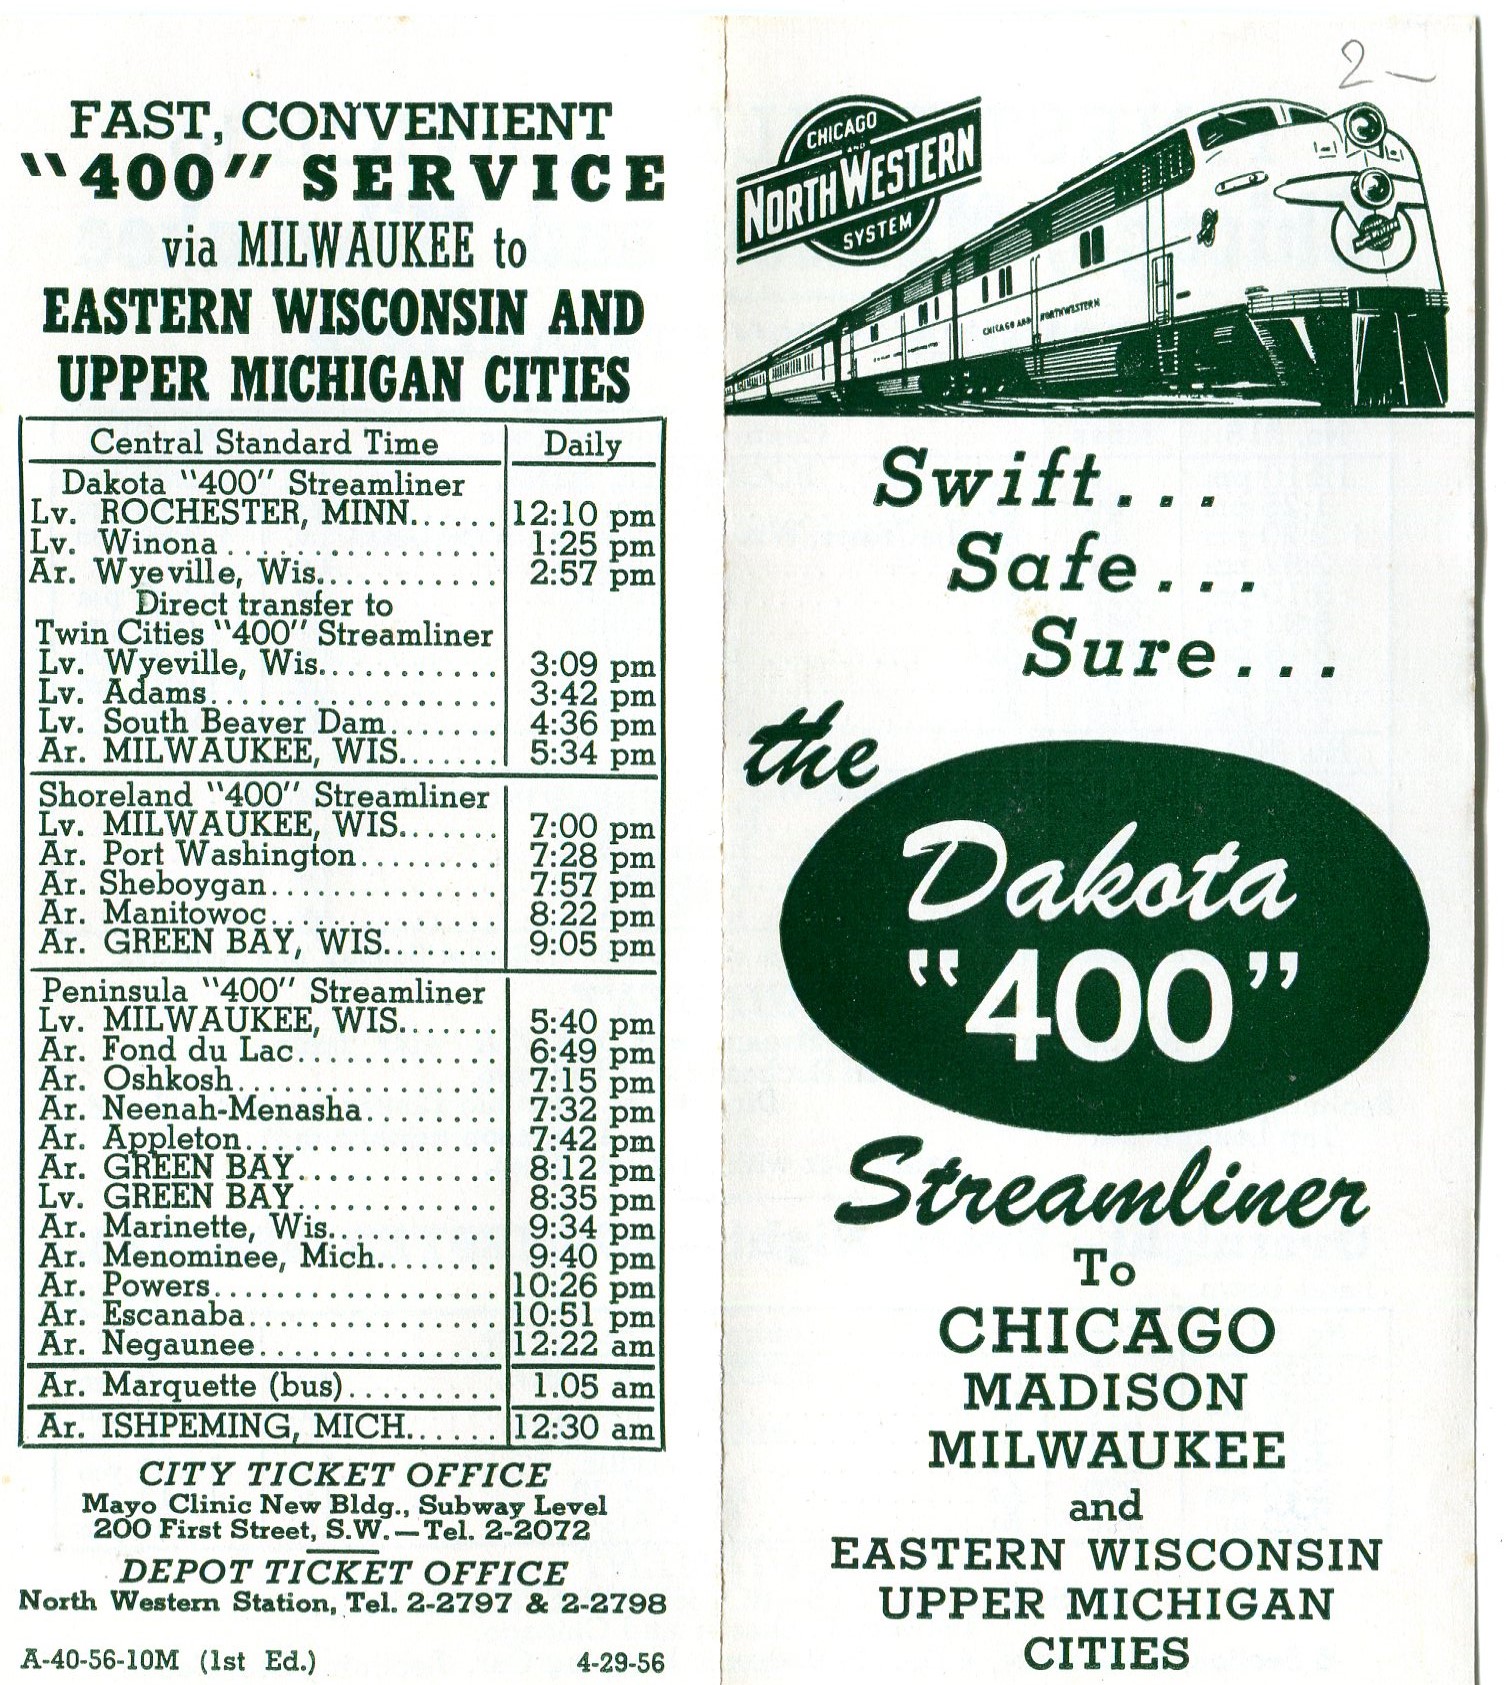 FAST, CONVENIENT
"400" SERVICE
via MILWAUKEE to
EASTERN WISCONSIN AND
UPPER MICHIGAN CITIES
Central Standard Time Daily
Dakota "400" Streamliner
Lv. ROCHESTER, MINN...... 12:10 pm
Lv. Winona................ 1:25 pm
Ar. Wyeville, Wis........... 2:57 pm
Direct transfer to
Twin Cities "400" Streamliner
Lv. Wyeville, Wis........... 3:09 pm
Lv. Adams................. 3:42 pm
Lv. South Beaver Dam....... 4:36 pm
Ar. MILWAUKEE, WIS....... 5:34 pm
Shoreland "400" Streamliner
Lv. MILWAUKEE, WIS....... 7:00 pm
Ar. Port Washington......... 7:28 pm
Ar. Sheboygan.............. 7:57 pm
Ar. Manitowoc.............. 8:22 pm
Ar. GREEN BAY, WIS........ 9:05 pm
Peninsula "400" Streamliner
Lv. MILWAUKEE, WIS....... 5:40 pm
Ar. Fond du Lac............. 6:49 pm
Ar. Oshkosh................ 7:15 pm
Ar. Neenah-Menasha........ 7:32 pm
Ar. Appleton............... 7:42 pm
Ar. GREEN BAY............. 8:12 pm
Lv. GREEN BAY............. 8:35 pm
Ar. Marinette, Wis........... 9:34 pm
Ar. Menominee, Mich........ 9:40 pm
Ar. Powers................. 10:26 pm
Ar. Escanaba............... 10:51 pm
Ar. Negaunee.............. 12:22 am
Ar. Marquette (bus)......... 1.05 am
Ar. ISHPEMING, MICH...... 12:30 am
CITY TICKET OFFICE
Mayo Clinic New Bldg., Subway Level
200 First Street, S.W.—Tel. 2-2072
DEPOT TICKET OFFICE
North Western Station, Tel. 2-2797 & 2-2798
A-40-56-10M (1st Ed.) 4-29-56
2—
CHICAGO
AND
NORTH WESTERN
SYSTEM
CHICAGO AND NORTHWESTERN
Swift...
Safe...
Sure...
the
Dakota
"400"
Streamliner
To
CHICAGO
MADISON
MILWAUKEE
and
EASTERN WISCONSIN
UPPER MICHIGAN
CITIES